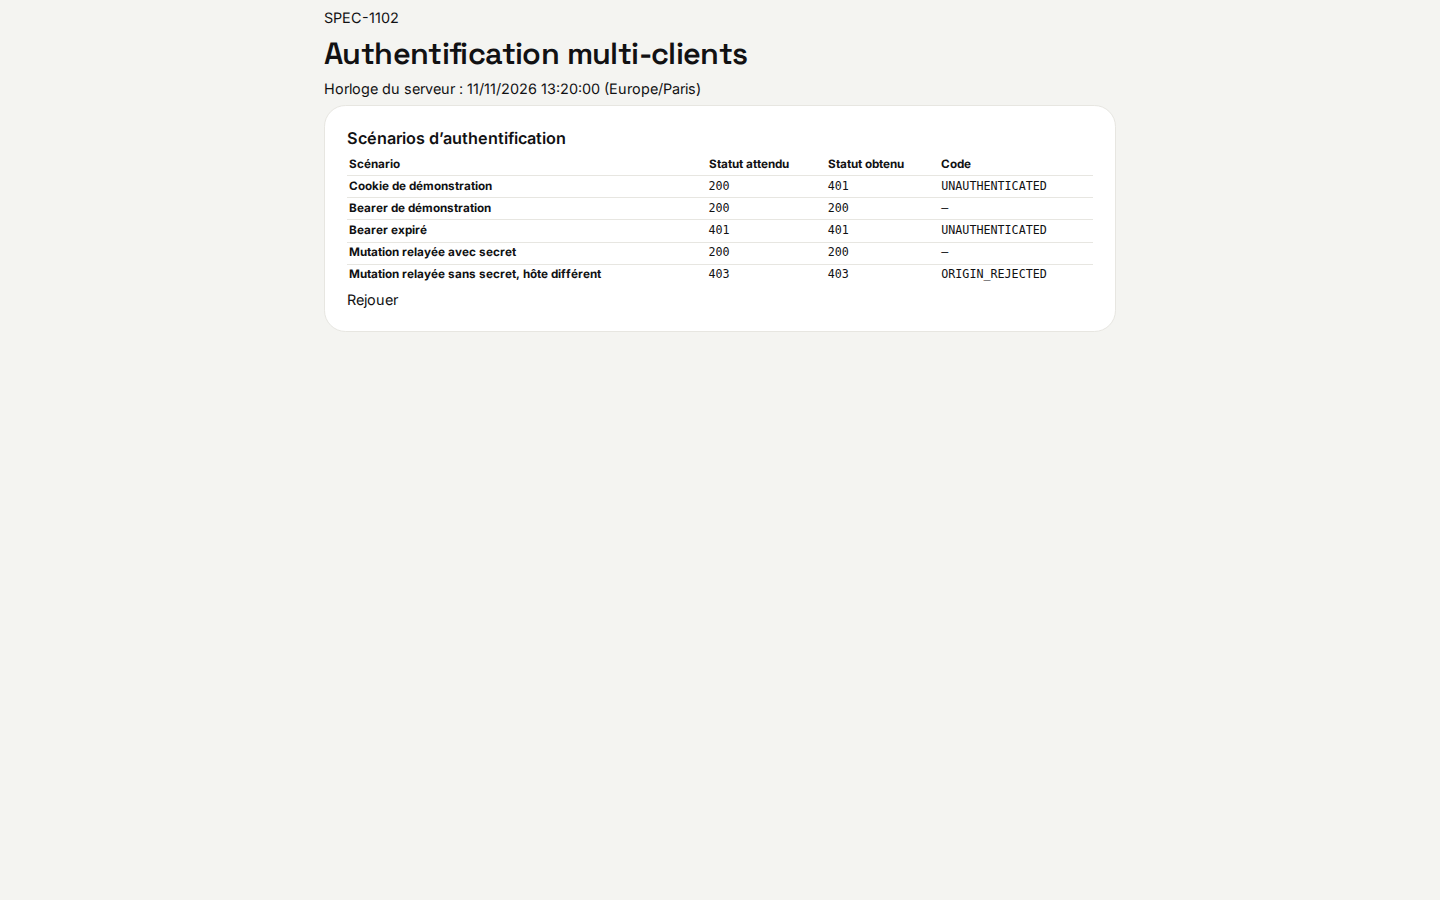 SPEC-1102
Authentification multi-clients
Horloge du serveur : 11/11/2026 13:20:00 (Europe/Paris)
Scénarios d’authentification
Scénario Statut attendu Statut obtenu Code
Cookie de démonstration 200 401 UNAUTHENTICATED
Bearer de démonstration 200 200 —
Bearer expiré 401 401 UNAUTHENTICATED
Mutation relayée avec secret 200 200 —
Mutation relayée sans secret, hôte différent 403 403 ORIGIN_REJECTED
Rejouer